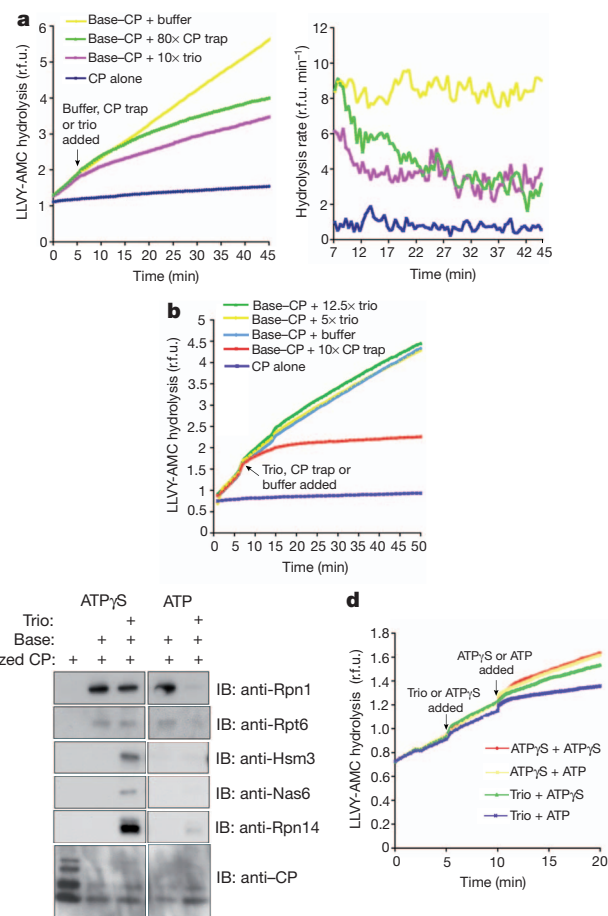 a
Base–CP + buffer
Base–CP + 80× CP trap
Base–CP + 10× trio
CP alone
Buffer, CP trap
or trio
added
LLVY-AMC hydrolysis (r.f.u.)
6
5
4
3
2
1
0
0 5 10 15 20 25 30 35 40 45
Time (min)
Hydrolysis rate (r.f.u. min⁻¹)
12
10
8
6
4
2
0
7 12 17 22 27 32 37 42 45
Time (min)
b
Base–CP + 12.5× trio
Base–CP + 5× trio
Base–CP + buffer
Base–CP + 10× CP trap
CP alone
LLVY-AMC hydrolysis (r.f.u.)
5
4.5
4
3.5
3
2.5
2
1.5
1
0.5
0
Trio, CP trap or
buffer added
0 5 10 15 20 25 30 35 40 45 50
Time (min)
ATPγS ATP
Trio: + +
Base: + + + +
zed CP: + + + + +
IB: anti-Rpn1
IB: anti-Rpt6
IB: anti-Hsm3
IB: anti-Nas6
IB: anti-Rpn14
IB: anti–CP
d
LLVY-AMC hydrolysis (r.f.u.)
1.8
1.6
1.4
1.2
1.0
0.8
0.6
0.4
0.2
0
ATPγS or ATP
added
Trio or ATPγS
added
ATPγS + ATPγS
ATPγS + ATP
Trio + ATPγS
Trio + ATP
0 5 10 15 20
Time (min)